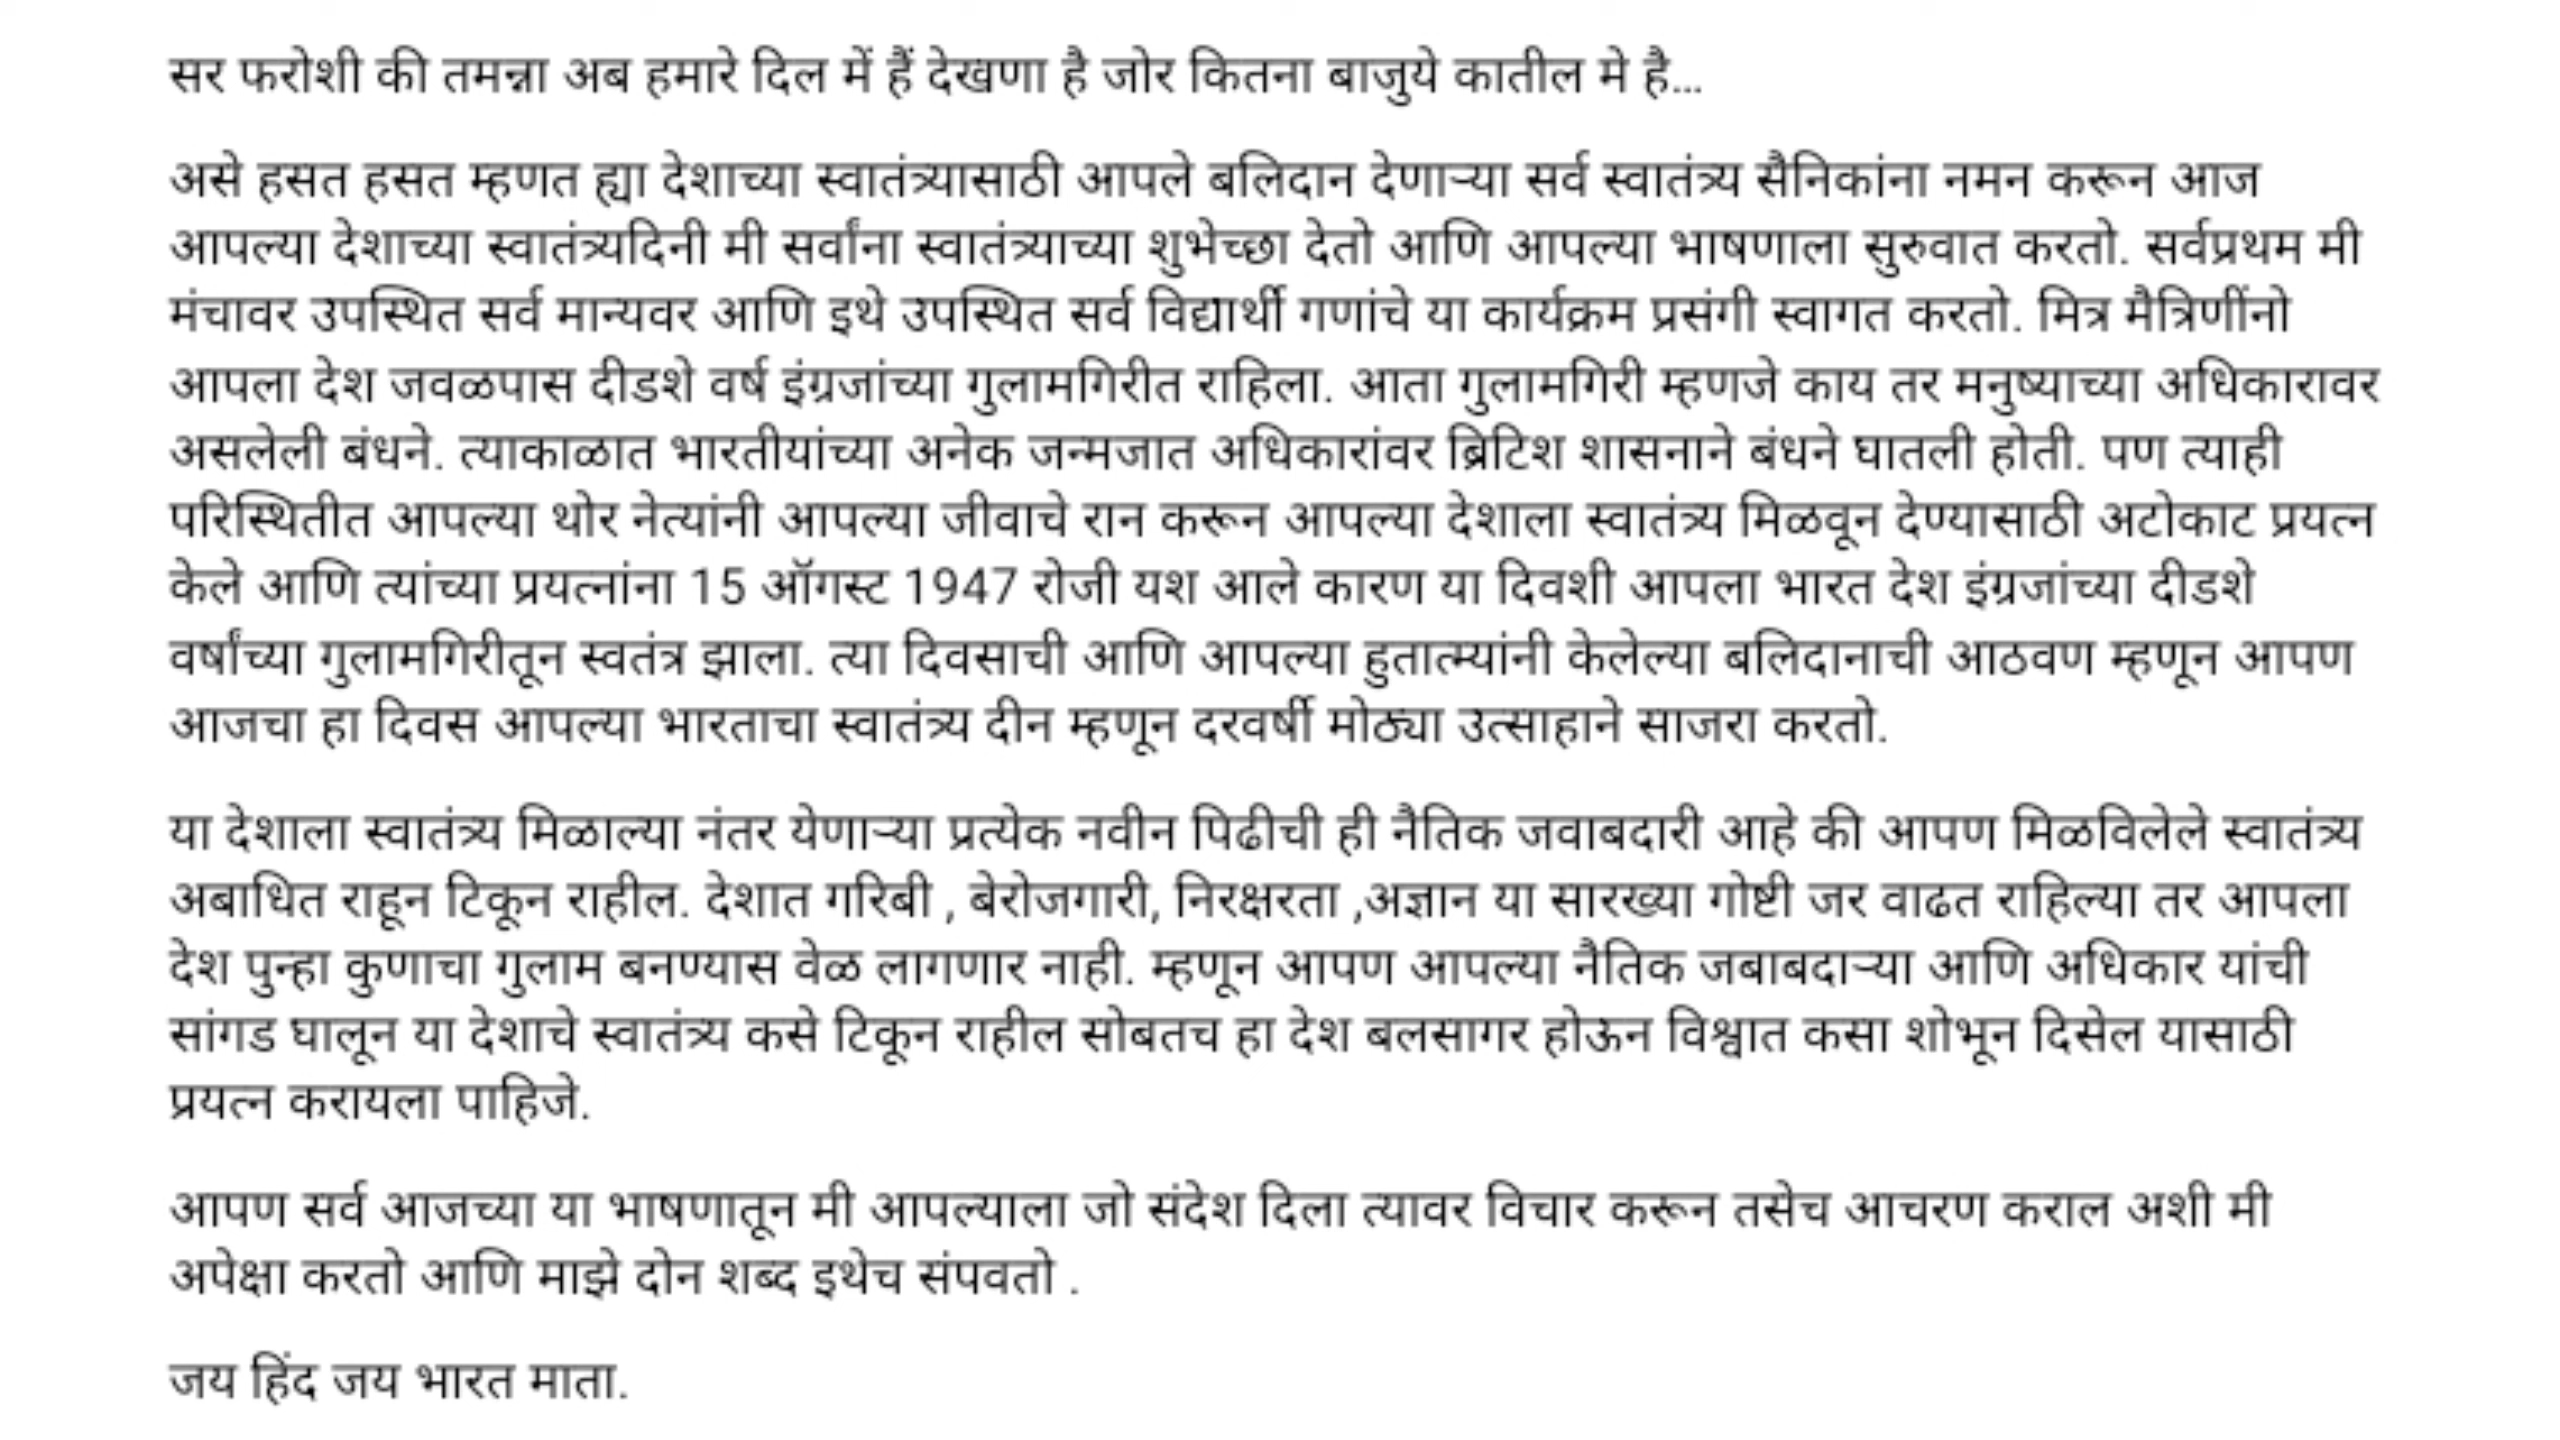 सर फरोशी की तमन्ना अब हमारे दिल में हैं देखणा है जोर कितना बाजुये कातील मे है...
असे हसत हसत म्हणत ह्या देशाच्या स्वातंत्र्यासाठी आपले बलिदान देणाऱ्या सर्व स्वातंत्र्य सैनिकांना नमन करून आज
आपल्या देशाच्या स्वातंत्र्यदिनी मी सर्वांना स्वातंत्र्याच्या शुभेच्छा देतो आणि आपल्या भाषणाला सुरुवात करतो. सर्वप्रथम मी
मंचावर उपस्थित सर्व मान्यवर आणि इथे उपस्थित सर्व विद्यार्थी गणांचे या कार्यक्रम प्रसंगी स्वागत करतो. मित्र मैत्रिणींनो
आपला देश जवळपास दीडशे वर्ष इंग्रजांच्या गुलामगिरीत राहिला. आता गुलामगिरी म्हणजे काय तर मनुष्याच्या अधिकारावर
असलेली बंधने. त्याकाळात भारतीयांच्या अनेक जन्मजात अधिकारांवर ब्रिटिश शासनाने बंधने घातली होती. पण त्याही
परिस्थितीत आपल्या थोर नेत्यांनी आपल्या जीवाचे रान करून आपल्या देशाला स्वातंत्र्य मिळवून देण्यासाठी अटोकाट प्रयत्न
केले आणि त्यांच्या प्रयत्नांना 15 ऑगस्ट 1947 रोजी यश आले कारण या दिवशी आपला भारत देश इंग्रजांच्या दीडशे
वर्षांच्या गुलामगिरीतून स्वतंत्र झाला. त्या दिवसाची आणि आपल्या हुतात्म्यांनी केलेल्या बलिदानाची आठवण म्हणून आपण
आजचा हा दिवस आपल्या भारताचा स्वातंत्र्य दीन म्हणून दरवर्षी मोठ्या उत्साहाने साजरा करतो.
या देशाला स्वातंत्र्य मिळाल्या नंतर येणाऱ्या प्रत्येक नवीन पिढीची ही नैतिक जवाबदारी आहे की आपण मिळविलेले स्वातंत्र्य
अबाधित राहून टिकून राहील. देशात गरिबी , बेरोजगारी, निरक्षरता ,अज्ञान या सारख्या गोष्टी जर वाढत राहिल्या तर आपला
देश पुन्हा कुणाचा गुलाम बनण्यास वेळ लागणार नाही. म्हणून आपण आपल्या नैतिक जबाबदाऱ्या आणि अधिकार यांची
सांगड घालून या देशाचे स्वातंत्र्य कसे टिकून राहील सोबतच हा देश बलसागर होऊन विश्वात कसा शोभून दिसेल यासाठी
प्रयत्न करायला पाहिजे.
आपण सर्व आजच्या या भाषणातून मी आपल्याला जो संदेश दिला त्यावर विचार करून तसेच आचरण कराल अशी मी
अपेक्षा करतो आणि माझे दोन शब्द इथेच संपवतो .
जय हिंद जय भारत माता.